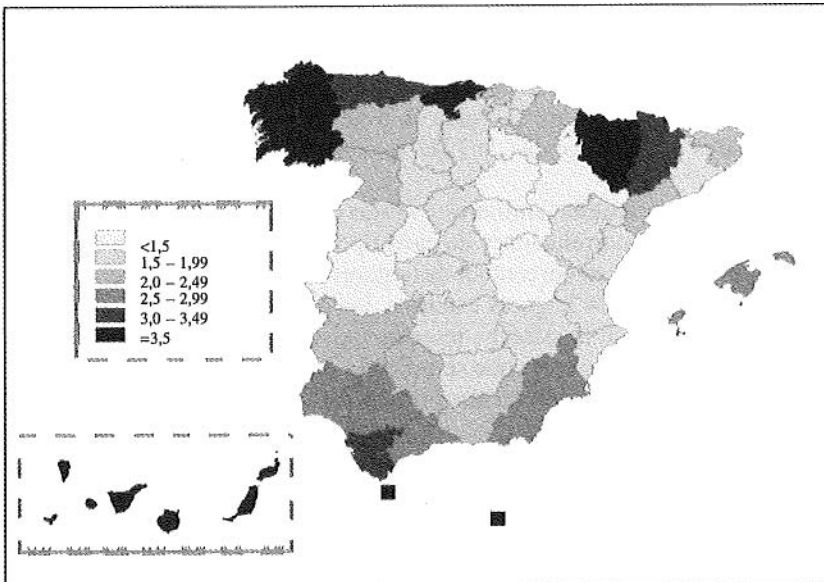 <1,5
1,5 – 1,99
2,0 – 2,49
2,5 – 2,99
3,0 – 3,49
=3,5